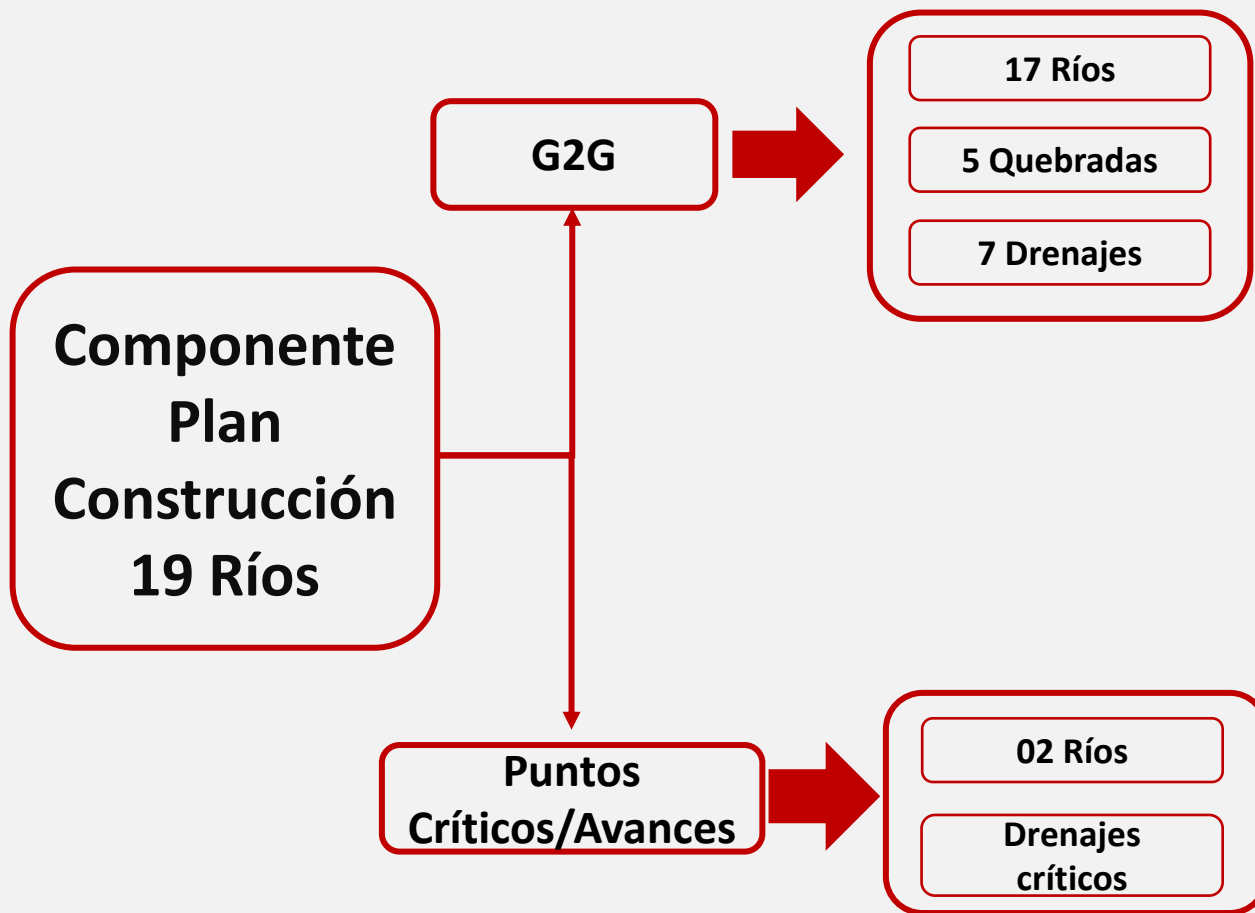 Componente
Plan
Construcción
19 Ríos
G2G
17 Ríos
5 Quebradas
7 Drenajes
Puntos
Críticos/Avances
02 Ríos
Drenajes
críticos